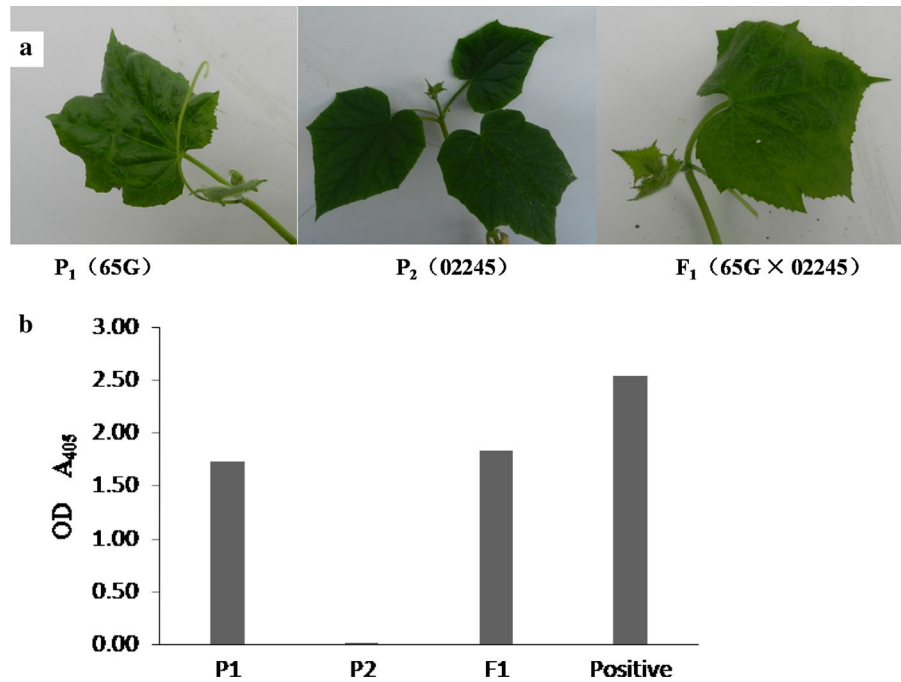 a
P₁（65G） P₂（02245） F₁（65G × 02245）
b
3.00
2.50
2.00
1.50
1.00
0.50
0.00
OD A₄₀₅
P1 P2 F1 Positive